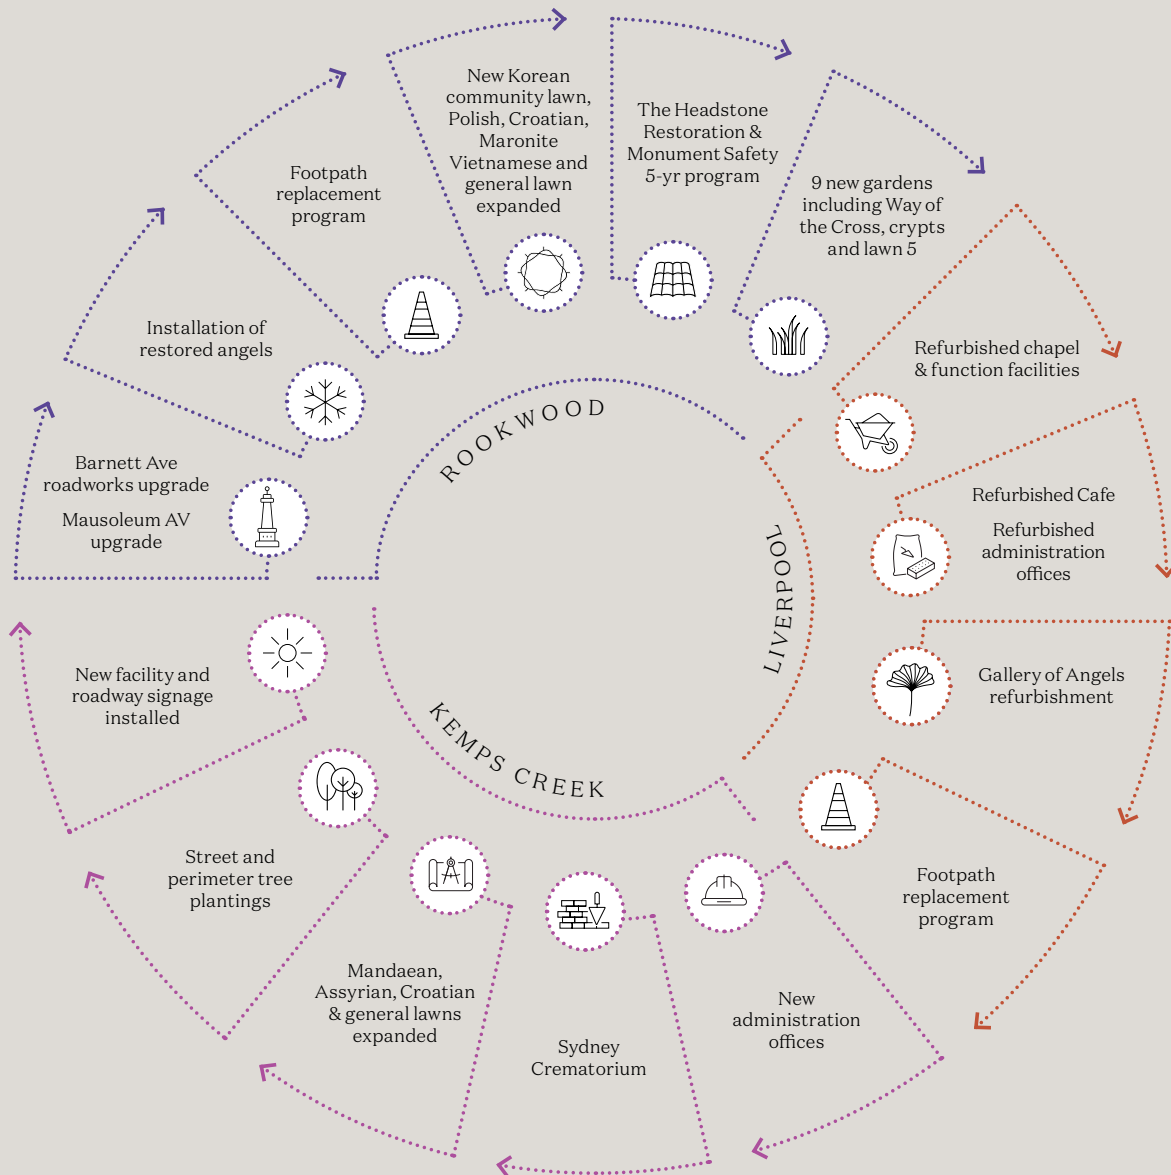 ROOKWOOD
Barnett Ave
roadworks upgrade
Mausoleum AV
upgrade
Installation of
restored angels
Footpath
replacement
program
New Korean
community lawn,
Polish, Croatian,
Maronite
Vietnamese and
general lawn
expanded
The Headstone
Restoration &
Monument Safety
5-yr program
9 new gardens
including Way of
the Cross, crypts
and lawn 5
LIVERPOOL
Refurbished chapel
& function facilities
Refurbished Cafe
Refurbished
administration
offices
Gallery of Angels
refurbishment
Footpath
replacement
program
KEMPS CREEK
New
administration
offices
Sydney
Crematorium
Mandaean,
Assyrian, Croatian
& general lawns
expanded
Street and
perimeter tree
plantings
New facility and
roadway signage
installed